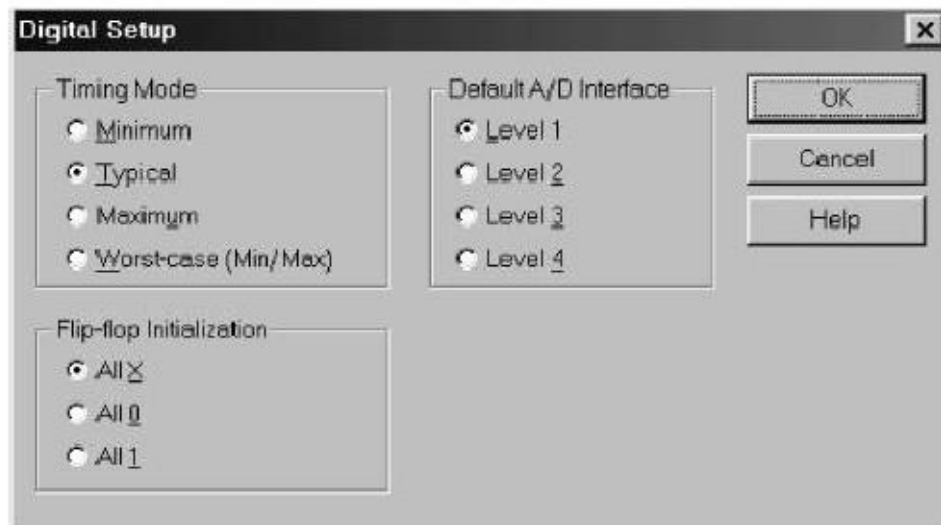 Digital Setup
Timing Mode
Minimum
Typical
Maximum
Worst-case (Min/Max)
Default A/D Interface
Level 1
Level 2
Level 3
Level 4
OK
Cancel
Help
Flip-flop Initialization
All X
All 0
All 1